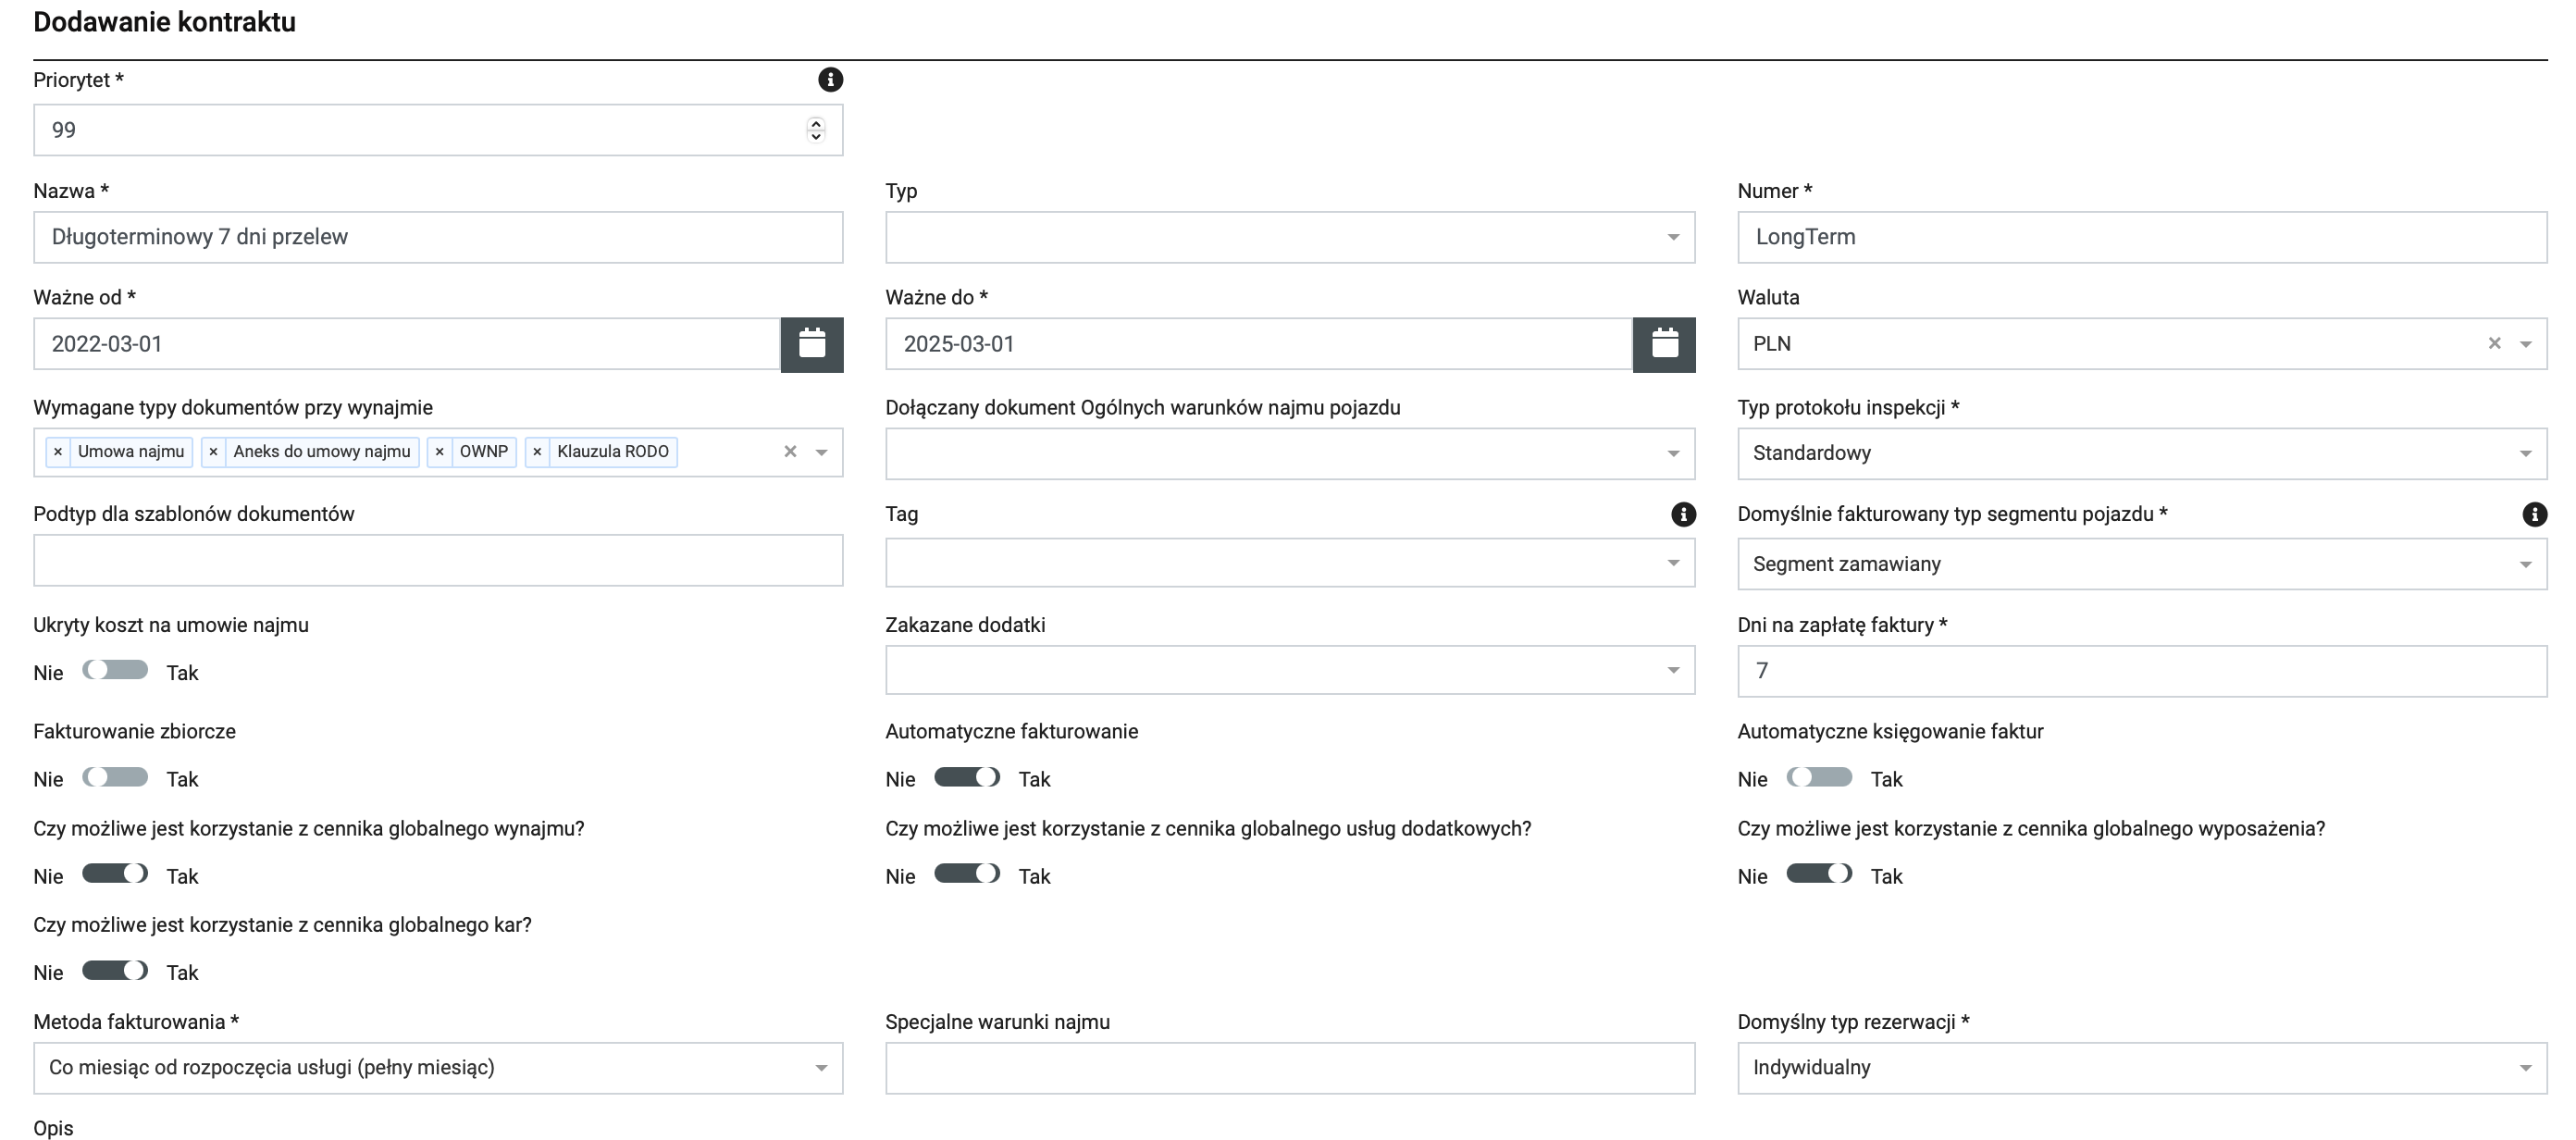 Dodawanie kontraktu
Priorytet *
99
Nazwa * Typ Numer *
Długoterminowy 7 dni przelew LongTerm
Ważne od * Ważne do * Waluta
2022-03-01 2025-03-01 PLN
Wymagane typy dokumentów przy wynajmie Dołączany dokument Ogólnych warunków najmu pojazdu Typ protokołu inspekcji *
× Umowa najmu × Aneks do umowy najmu × OWNP × Klauzula RODO Standardowy
Podtyp dla szablonów dokumentów Tag Domyślnie fakturowany typ segmentu pojazdu *
Segment zamawiany
Ukryty koszt na umowie najmu Zakazane dodatki Dni na zapłatę faktury *
Nie Tak 7
Fakturowanie zbiorcze Automatyczne fakturowanie Automatyczne księgowanie faktur
Nie Tak Nie Tak Nie Tak
Czy możliwe jest korzystanie z cennika globalnego wynajmu? Czy możliwe jest korzystanie z cennika globalnego usług dodatkowych? Czy możliwe jest korzystanie z cennika globalnego wyposażenia?
Nie Tak Nie Tak Nie Tak
Czy możliwe jest korzystanie z cennika globalnego kar?
Nie Tak
Metoda fakturowania * Specjalne warunki najmu Domyślny typ rezerwacji *
Co miesiąc od rozpoczęcia usługi (pełny miesiąc) Indywidualny
Opis